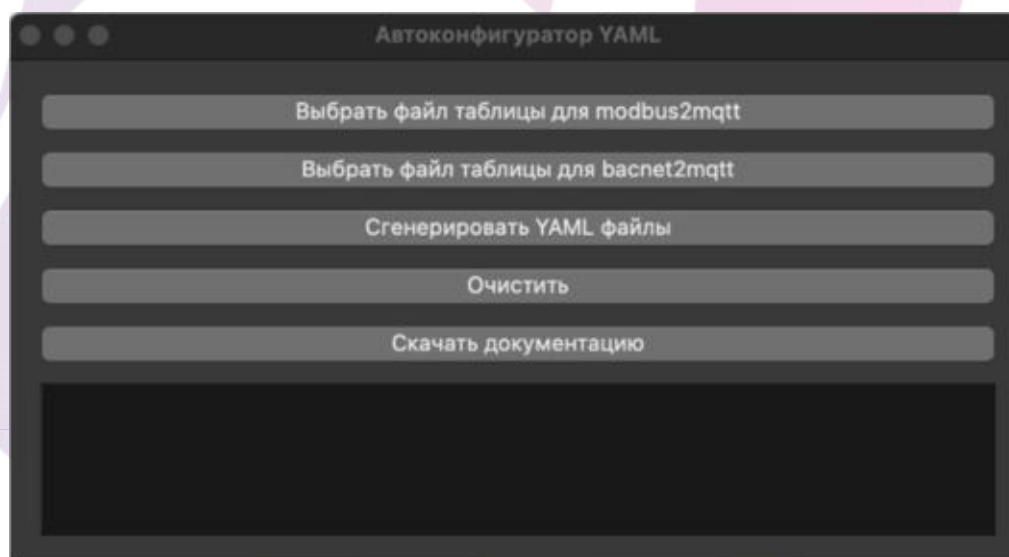 Автоконфигуратор YAML
Выбрать файл таблицы для modbus2mqtt
Выбрать файл таблицы для bacnet2mqtt
Сгенерировать YAML файлы
Очистить
Скачать документацию